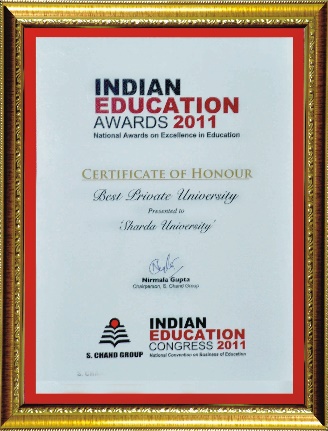 INDIAN
EDUCATION
AWARDS 2011
National Awards on Excellence in Education
CERTIFICATE OF HONOUR
Best Private University
Presented to
'Sharda University'
Nirmala Gupta
Chairperson, S. Chand Group
S. CHAND GROUP
INDIAN
EDUCATION
CONGRESS 2011
National Convention on Business of Education